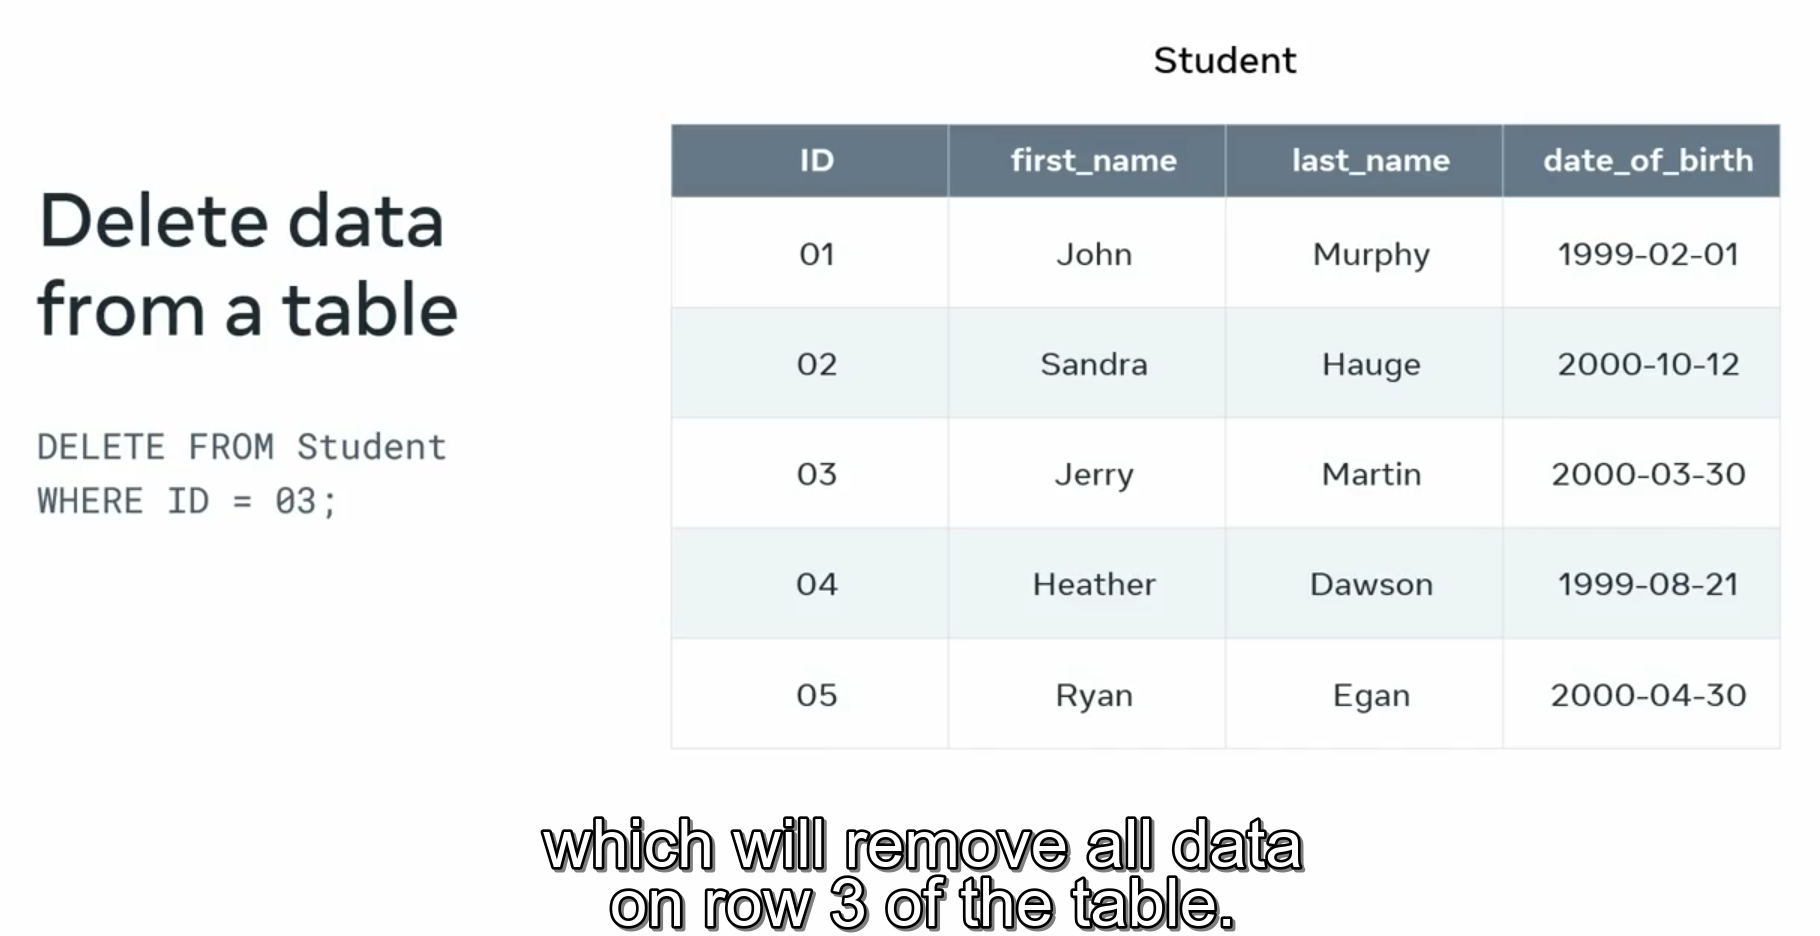 Student
Delete data
from a table
DELETE FROM Student
WHERE ID = 03;
ID first_name last_name date_of_birth
01 John Murphy 1999-02-01
02 Sandra Hauge 2000-10-12
03 Jerry Martin 2000-03-30
04 Heather Dawson 1999-08-21
05 Ryan Egan 2000-04-30
which will remove all data
on row 3 of the table.